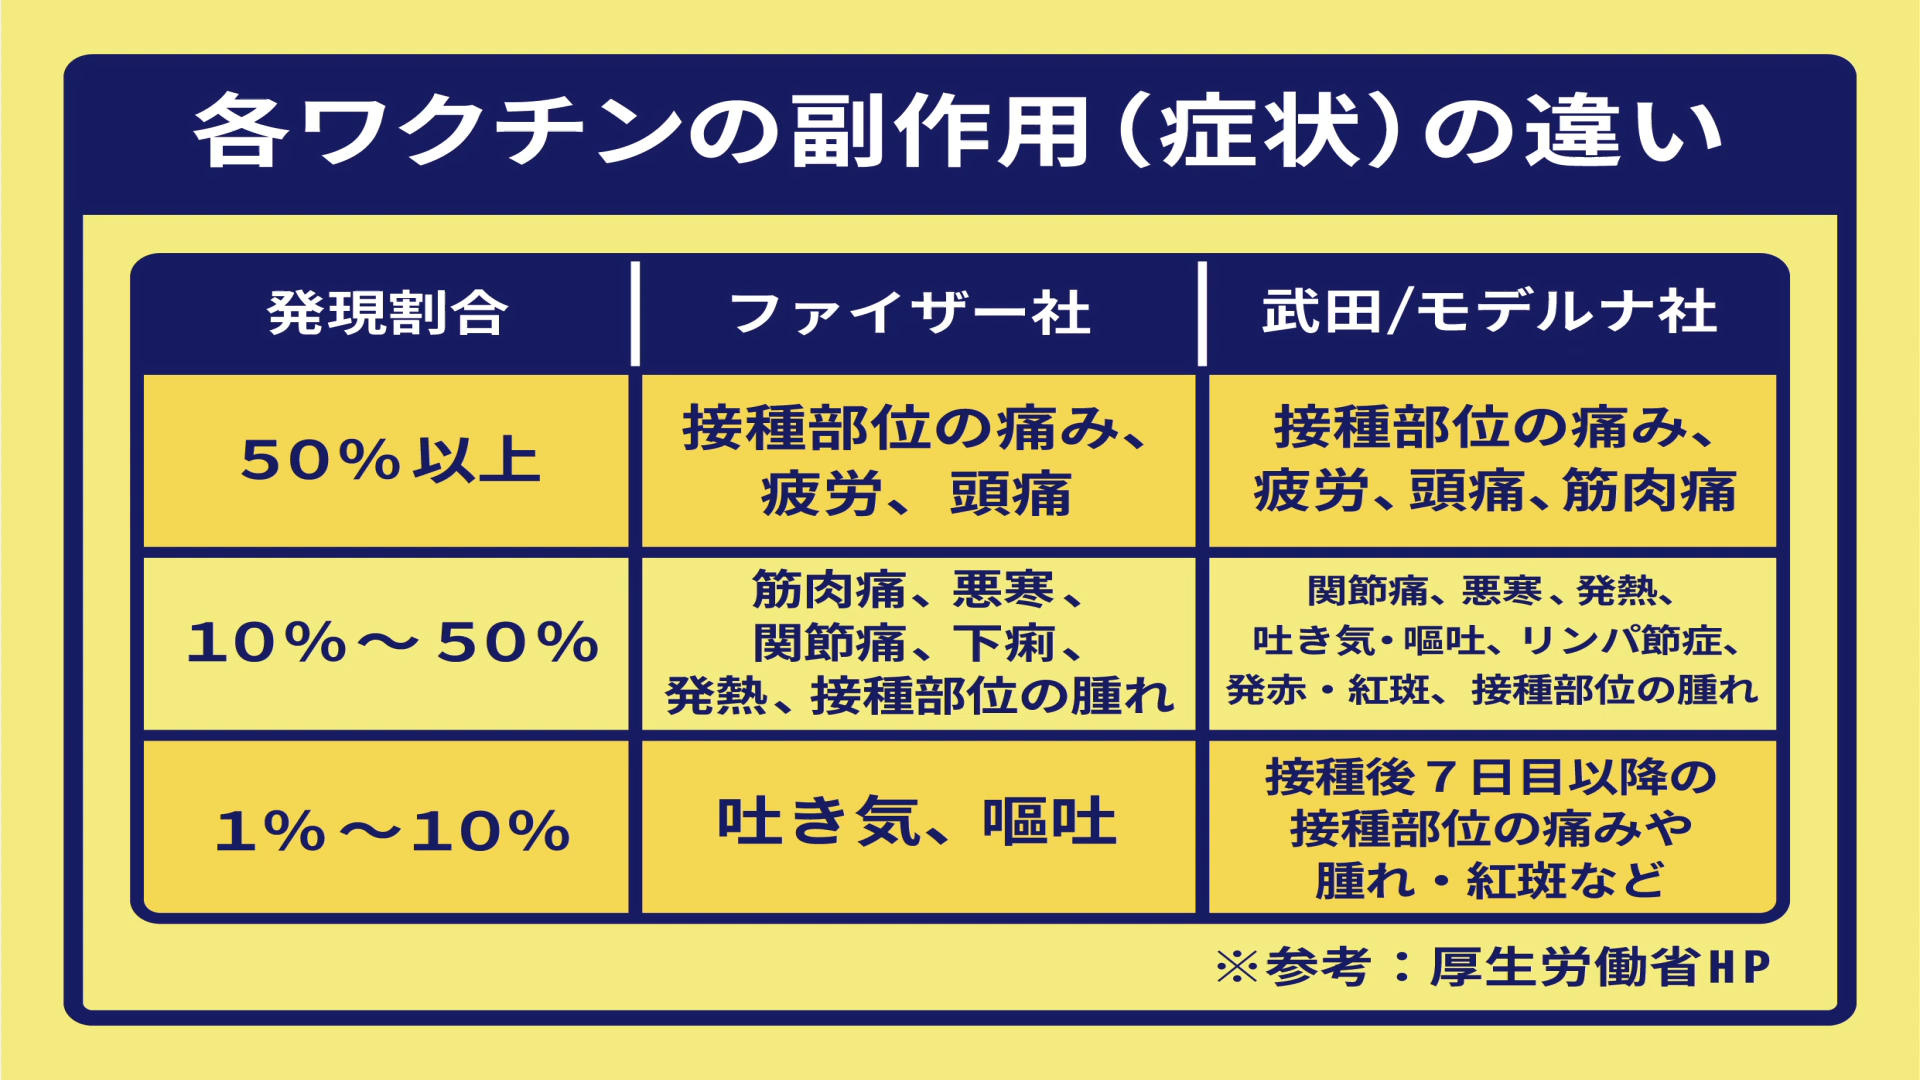 各ワクチンの副作用（症状）の違い
発現割合
ファイザー社
武田/モデルナ社
50%以上
接種部位の痛み、
疲労、頭痛
接種部位の痛み、
疲労、頭痛、筋肉痛
10%〜50%
筋肉痛、悪寒、
関節痛、下痢、
発熱、接種部位の腫れ
関節痛、悪寒、発熱、
吐き気・嘔吐、リンパ節症、
発赤・紅斑、接種部位の腫れ
1%〜10%
吐き気、嘔吐
接種後７日目以降の
接種部位の痛みや
腫れ・紅斑など
※参考：厚生労働省HP